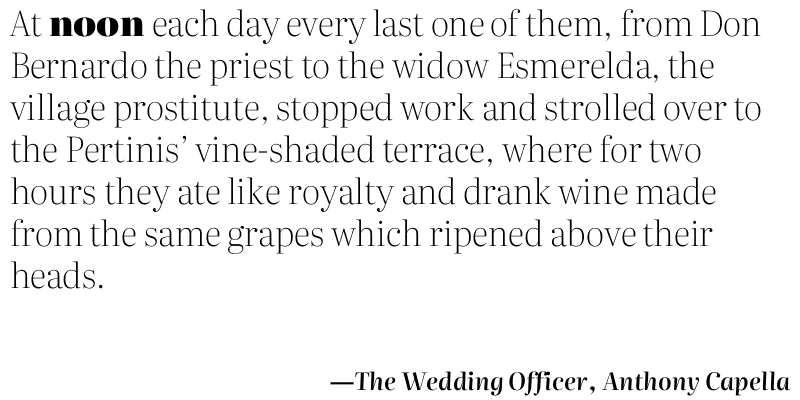 At noon each day every last one of them, from Don
Bernardo the priest to the widow Esmerelda, the
village prostitute, stopped work and strolled over to
the Pertinis’ vine-shaded terrace, where for two
hours they ate like royalty and drank wine made
from the same grapes which ripened above their
heads.
—The Wedding Officer, Anthony Capella